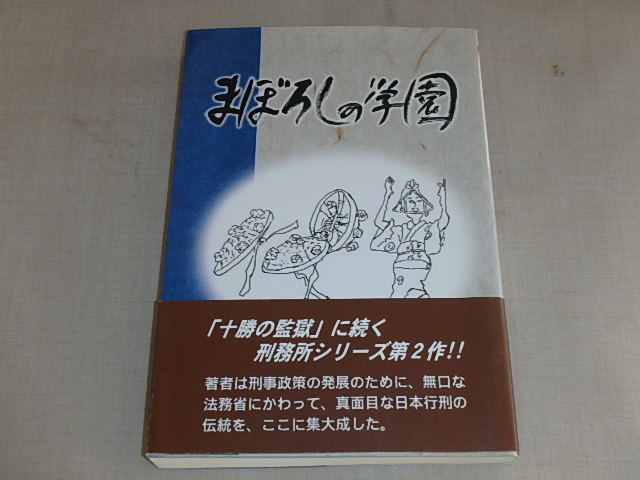 まぼろしの学園
「十勝の監獄」に続く
刑務所シリーズ第2作!!
著者は刑事政策の発展のために、無口な
法務省にかわって、真面目な日本行刑の
伝統を、ここに集大成した。